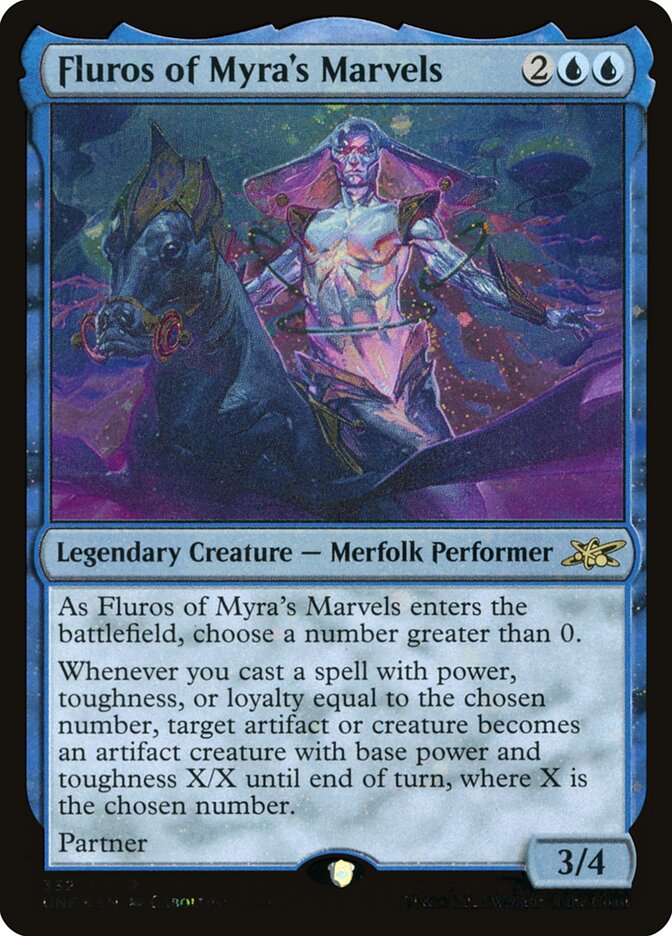 Fluros of Myra's Marvels 2
Legendary Creature — Merfolk Performer
As Fluros of Myra's Marvels enters the
battlefield, choose a number greater than 0.
Whenever you cast a spell with power,
toughness, or loyalty equal to the chosen
number, target artifact or creature becomes
an artifact creature with base power and
toughness X/X until end of turn, where X is
the chosen number.
Partner
3/4